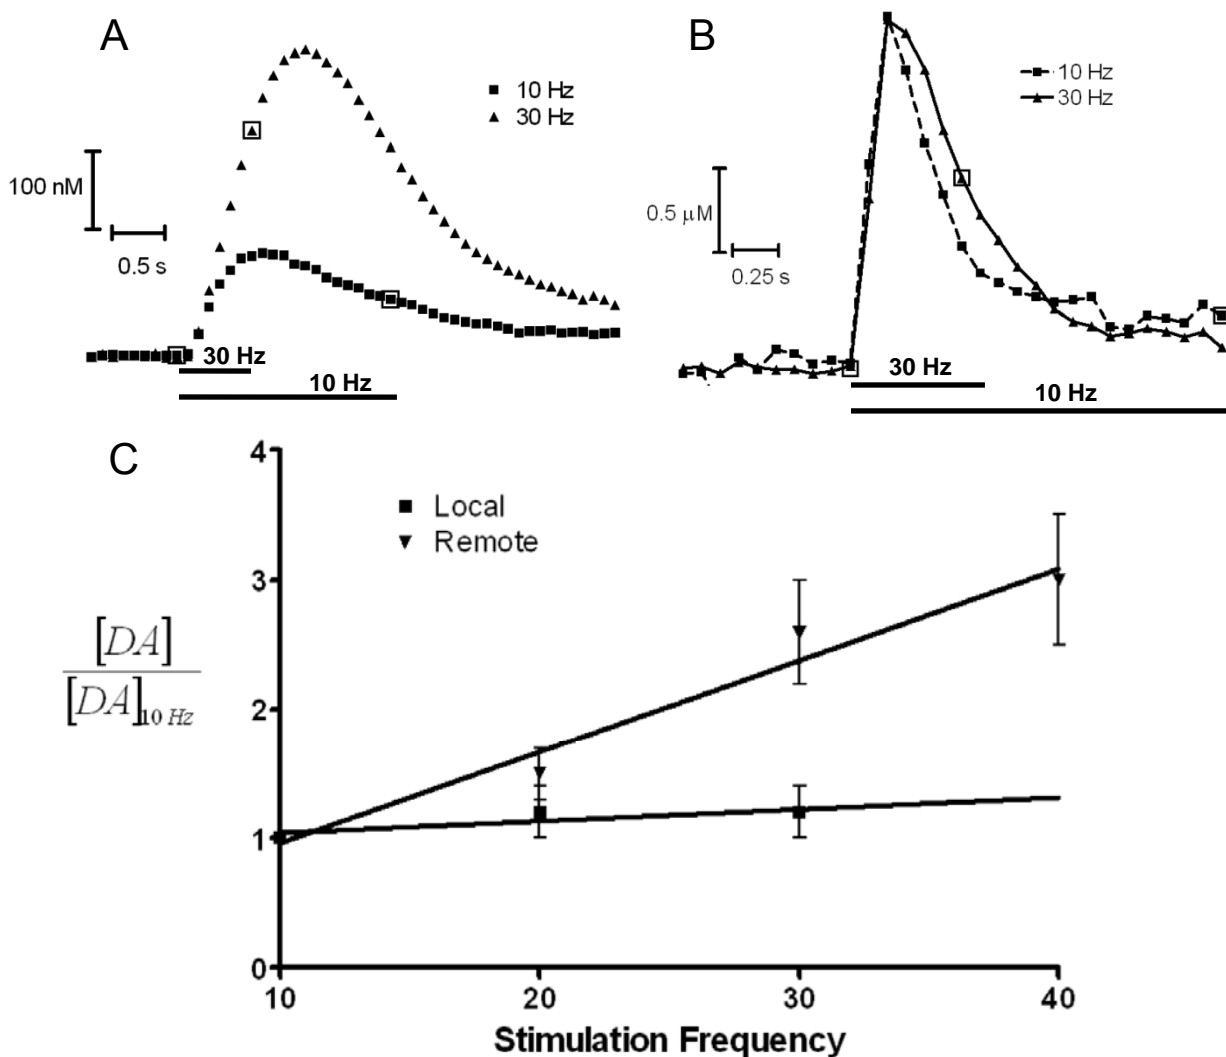 A
10 Hz
30 Hz
100 nM
0.5 s
30 Hz
10 Hz
B
10 Hz
30 Hz
0.5 μM
0.25 s
30 Hz
10 Hz
C
4
3
2
1
0
Local
Remote
[DA]
[DA]10 Hz
10 20 30 40
Stimulation Frequency